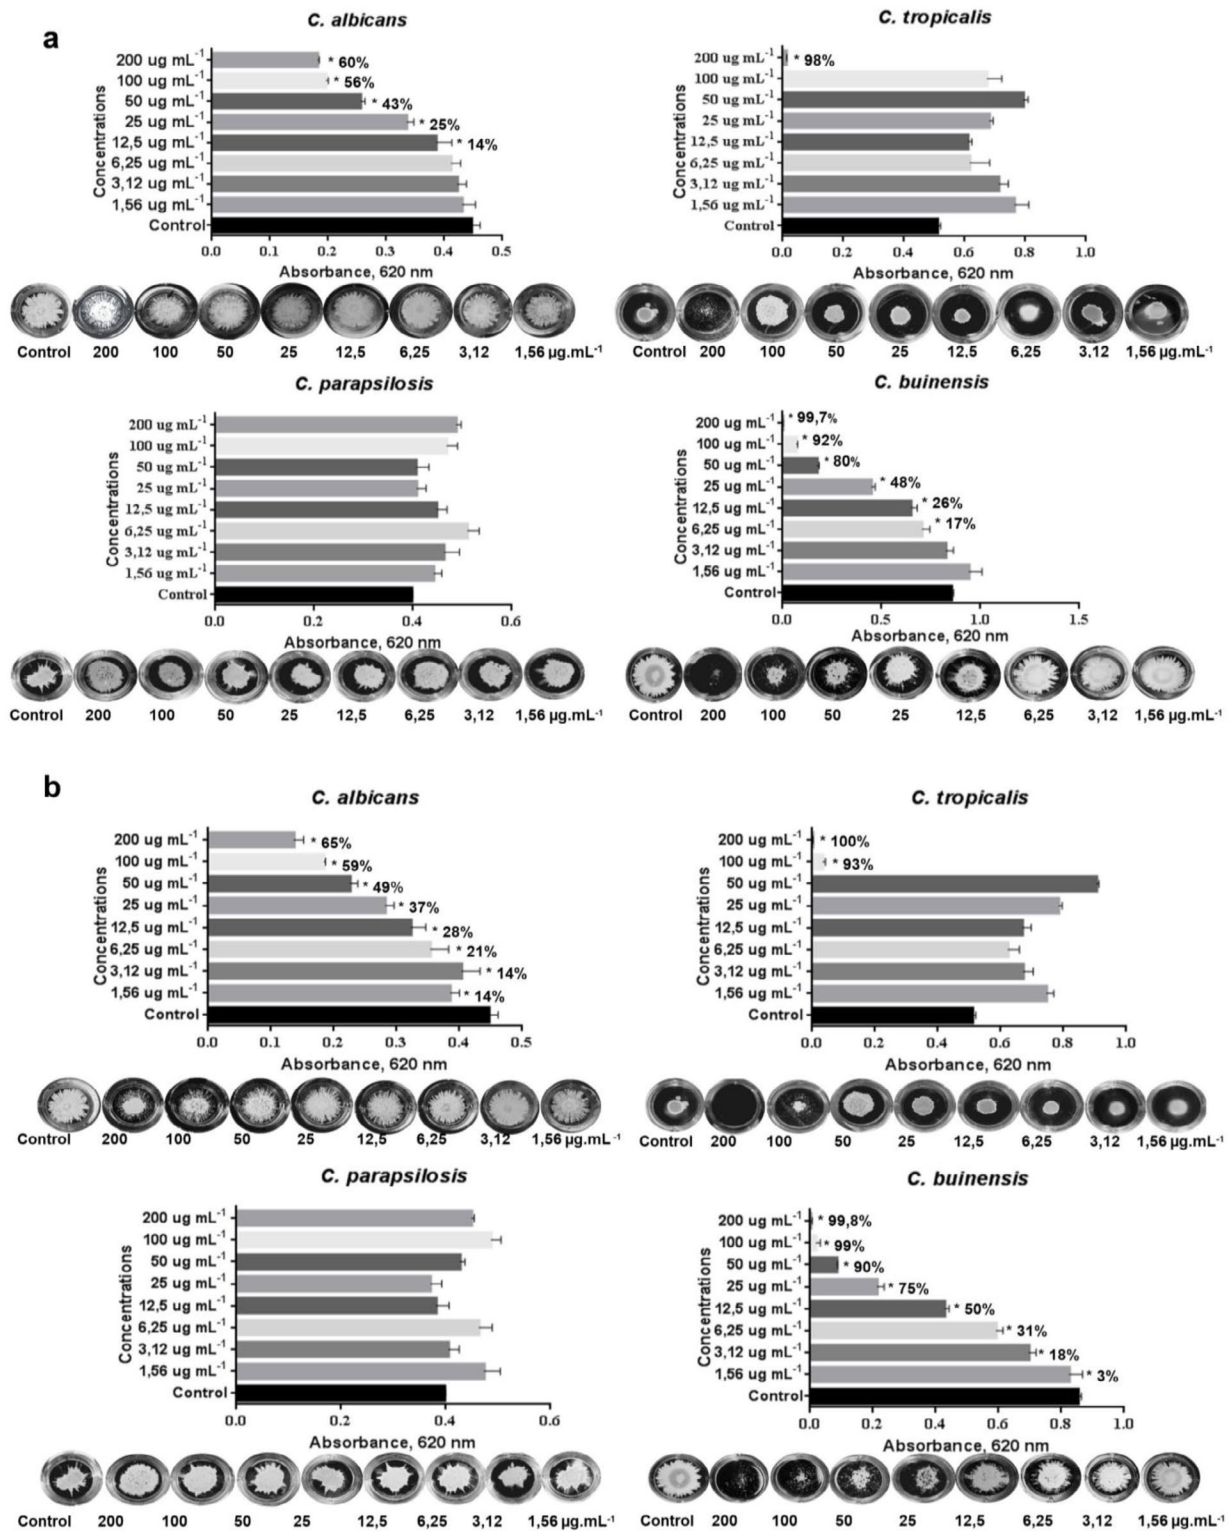 a
C. albicans
Concentrations
200 ug mL⁻¹ * 60%
100 ug mL⁻¹ * 56%
50 ug mL⁻¹ * 43%
25 ug mL⁻¹ * 25%
12,5 ug mL⁻¹ * 14%
6,25 ug mL⁻¹
3,12 ug mL⁻¹
1,56 ug mL⁻¹
Control
0.0 0.1 0.2 0.3 0.4 0.5
Absorbance, 620 nm
Control 200 100 50 25 12,5 6,25 3,12 1,56 µg.mL⁻¹
C. tropicalis
Concentrations
200 ug mL⁻¹ * 98%
100 ug mL⁻¹
50 ug mL⁻¹
25 ug mL⁻¹
12,5 ug mL⁻¹
6,25 ug mL⁻¹
3,12 ug mL⁻¹
1,56 ug mL⁻¹
Control
0.0 0.2 0.4 0.6 0.8 1.0
Absorbance, 620 nm
Control 200 100 50 25 12,5 6,25 3,12 1,56 µg.mL⁻¹
C. parapsilosis
Concentrations
200 ug mL⁻¹
100 ug mL⁻¹
50 ug mL⁻¹
25 ug mL⁻¹
12,5 ug mL⁻¹
6,25 ug mL⁻¹
3,12 ug mL⁻¹
1,56 ug mL⁻¹
Control
0.0 0.2 0.4 0.6
Absorbance, 620 nm
Control 200 100 50 25 12,5 6,25 3,12 1,56 µg.mL⁻¹
C. buinensis
Concentrations
200 ug mL⁻¹ * 99,7%
100 ug mL⁻¹ * 92%
50 ug mL⁻¹ * 80%
25 ug mL⁻¹ * 48%
12,5 ug mL⁻¹ * 26%
6,25 ug mL⁻¹ * 17%
3,12 ug mL⁻¹
1,56 ug mL⁻¹
Control
0.0 0.5 1.0 1.5
Absorbance, 620 nm
Control 200 100 50 25 12,5 6,25 3,12 1,56 µg.mL⁻¹
b
C. albicans
Concentrations
200 ug mL⁻¹ * 65%
100 ug mL⁻¹ * 59%
50 ug mL⁻¹ * 49%
25 ug mL⁻¹ * 37%
12,5 ug mL⁻¹ * 28%
6,25 ug mL⁻¹ * 21%
3,12 ug mL⁻¹ * 14%
1,56 ug mL⁻¹ * 14%
Control
0.0 0.1 0.2 0.3 0.4 0.5
Absorbance, 620 nm
Control 200 100 50 25 12,5 6,25 3,12 1,56 µg.mL⁻¹
C. tropicalis
Concentrations
200 ug mL⁻¹ * 100%
100 ug mL⁻¹ * 93%
50 ug mL⁻¹
25 ug mL⁻¹
12,5 ug mL⁻¹
6,25 ug mL⁻¹
3,12 ug mL⁻¹
1,56 ug mL⁻¹
Control
0.0 0.2 0.4 0.6 0.8 1.0
Absorbance, 620 nm
Control 200 100 50 25 12,5 6,25 3,12 1,56 µg.mL⁻¹
C. parapsilosis
Concentrations
200 ug mL⁻¹
100 ug mL⁻¹
50 ug mL⁻¹
25 ug mL⁻¹
12,5 ug mL⁻¹
6,25 ug mL⁻¹
3,12 ug mL⁻¹
1,56 ug mL⁻¹
Control
0.0 0.2 0.4 0.6
Absorbance, 620 nm
Control 200 100 50 25 12,5 6,25 3,12 1,56 µg.mL⁻¹
C. buinensis
Concentrations
200 ug mL⁻¹ * 99,8%
100 ug mL⁻¹ * 99%
50 ug mL⁻¹ * 90%
25 ug mL⁻¹ * 75%
12,5 ug mL⁻¹ * 50%
6,25 ug mL⁻¹ * 31%
3,12 ug mL⁻¹ * 18%
1,56 ug mL⁻¹ * 3%
Control
0.0 0.2 0.4 0.6 0.8 1.0
Absorbance, 620 nm
Control 200 100 50 25 12,5 6,25 3,12 1,56 µg.mL⁻¹